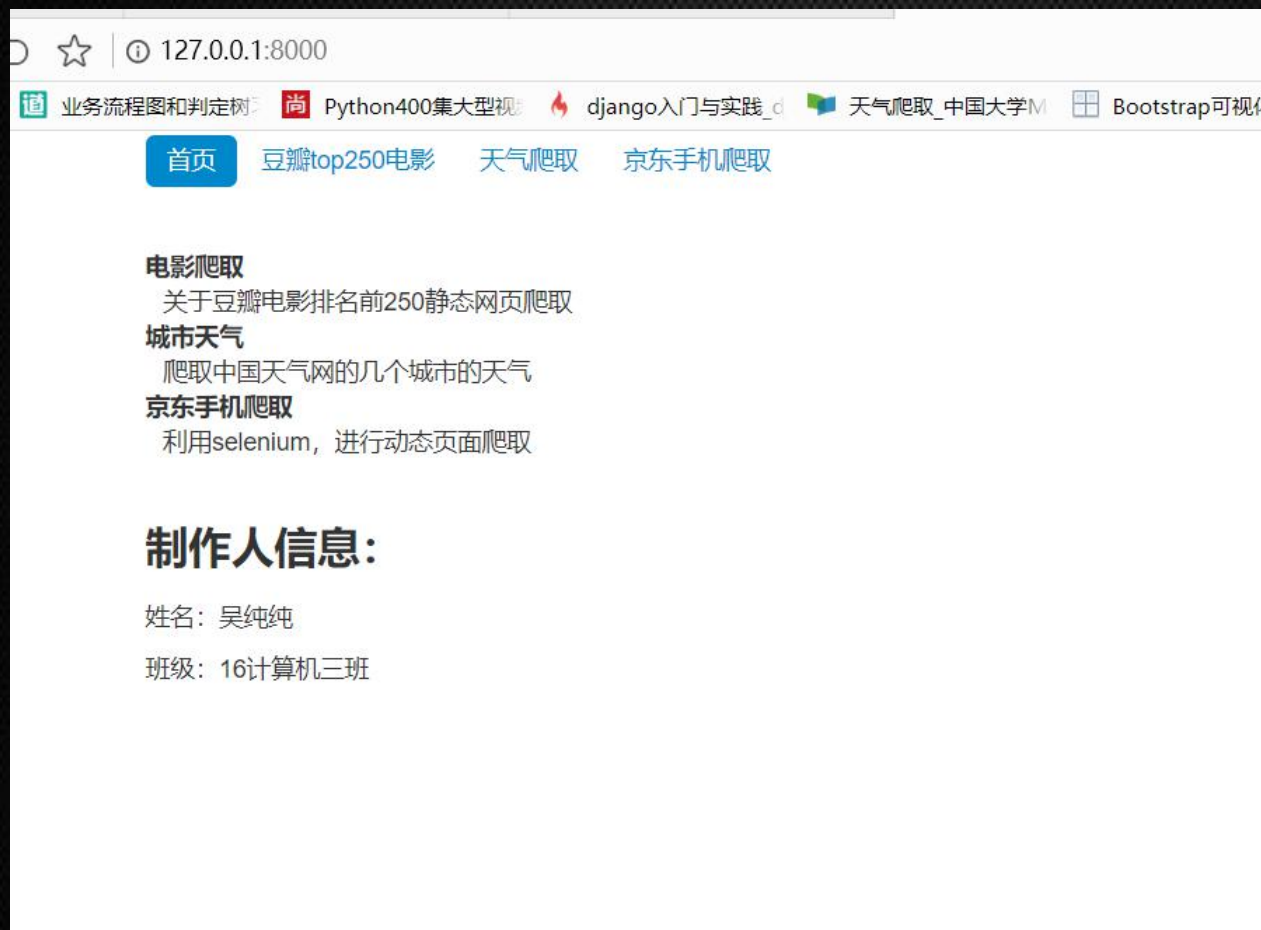 127.0.0.1:8000
业务流程图和判定树 Python400集大型视 django入门与实践_d 天气爬取_中国大学M Bootstrap可视
首页 豆瓣top250电影 天气爬取 京东手机爬取
电影爬取
关于豆瓣电影排名前250静态网页爬取
城市天气
爬取中国天气网的几个城市的天气
京东手机爬取
利用selenium，进行动态页面爬取
制作人信息：
姓名：吴纯纯
班级：16计算机三班